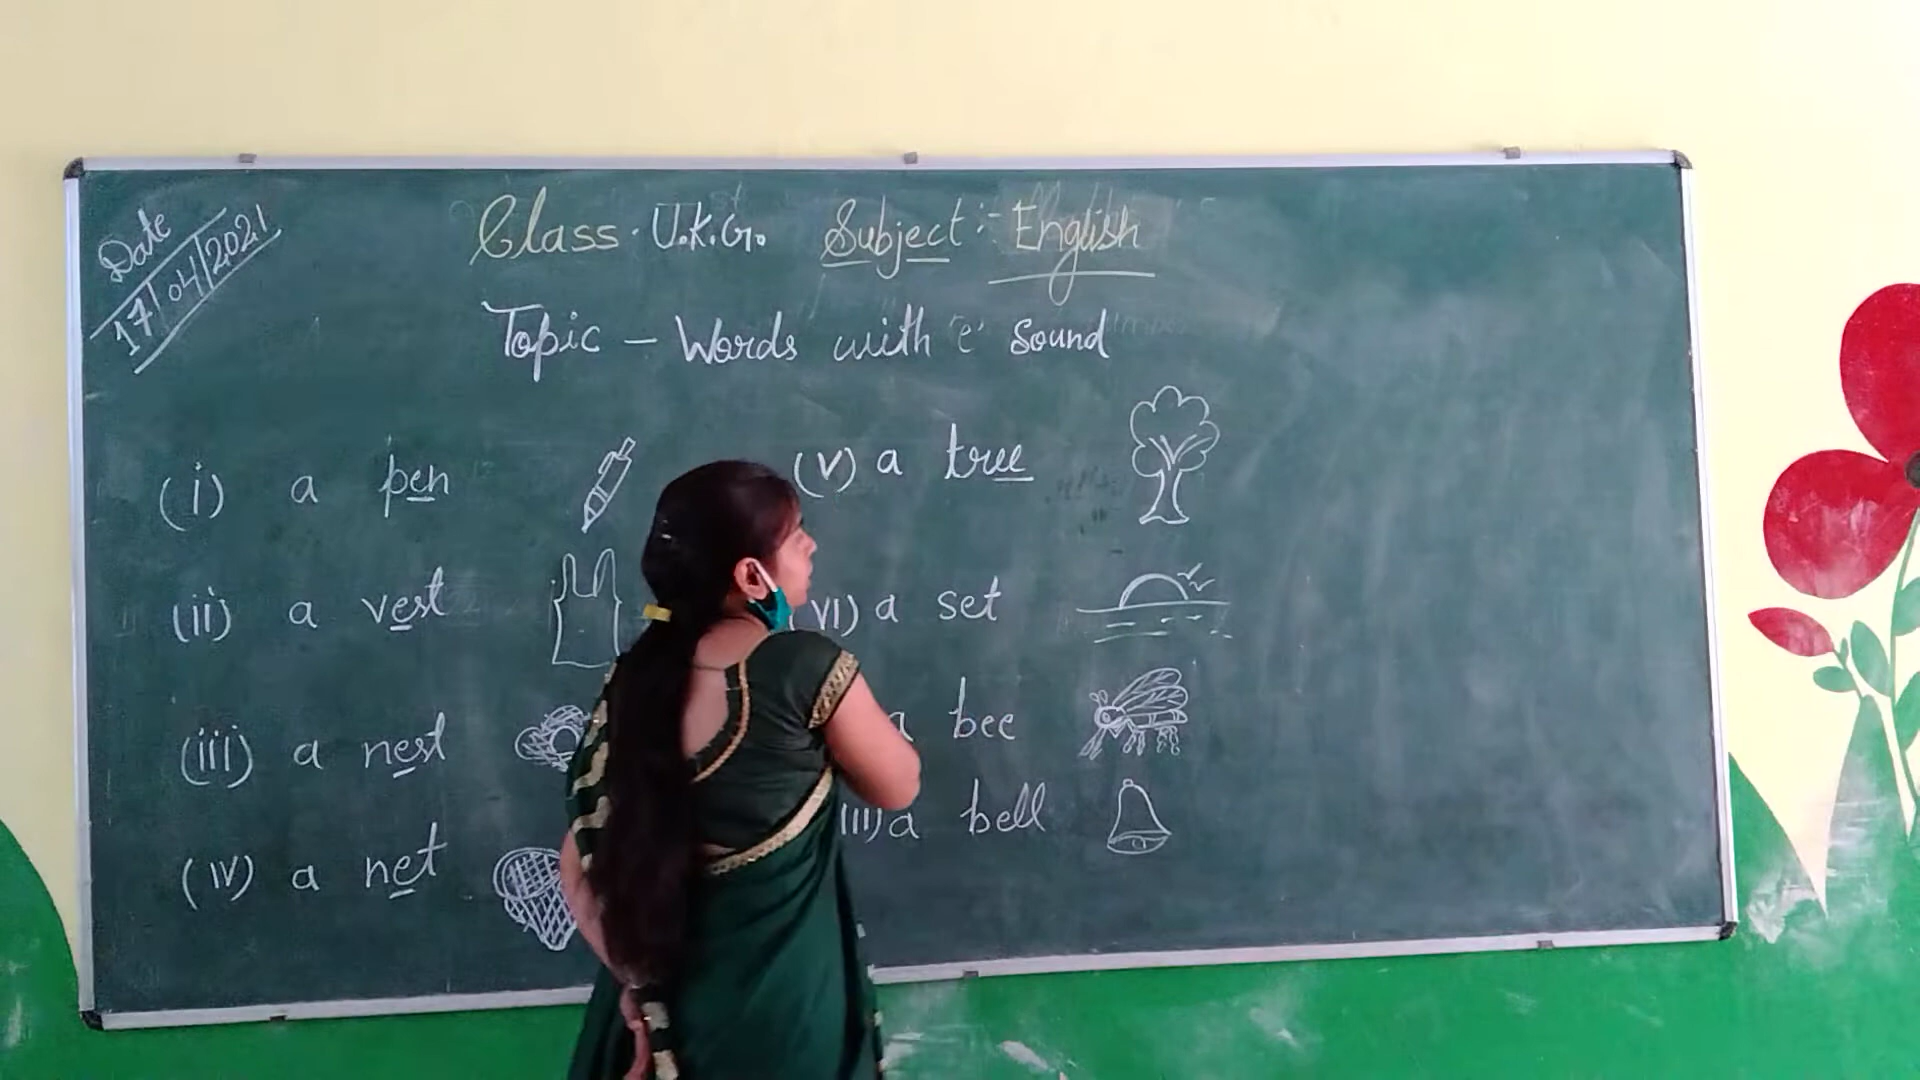 Date
17/04/2021
Class. U.K.G. Subject :- English
Topic – Words with 'e' Sound
(i) a pen
(ii) a vest
(iii) a nest
(iv) a net
(v) a tree
VI) a set
a bee
III) a bell